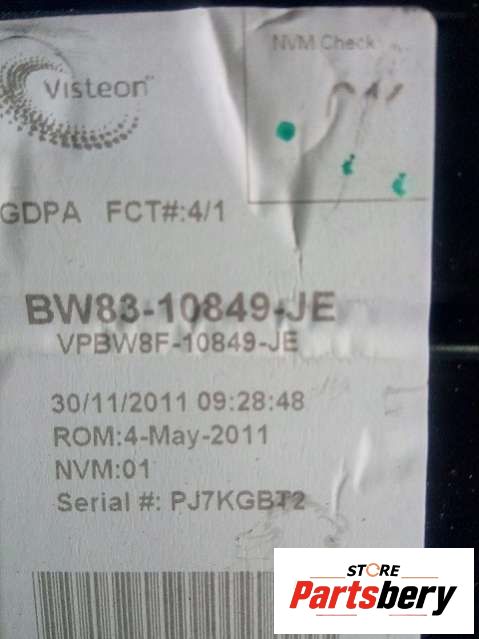 NVM Check
Visteon
GDPA FCT#:4/1
BW83-10849-JE
VPBW8F-10849-JE
30/11/2011 09:28:48
ROM:4-May-2011
NVM:01
Serial #: PJ7KGBT2
STORE
Partsbery